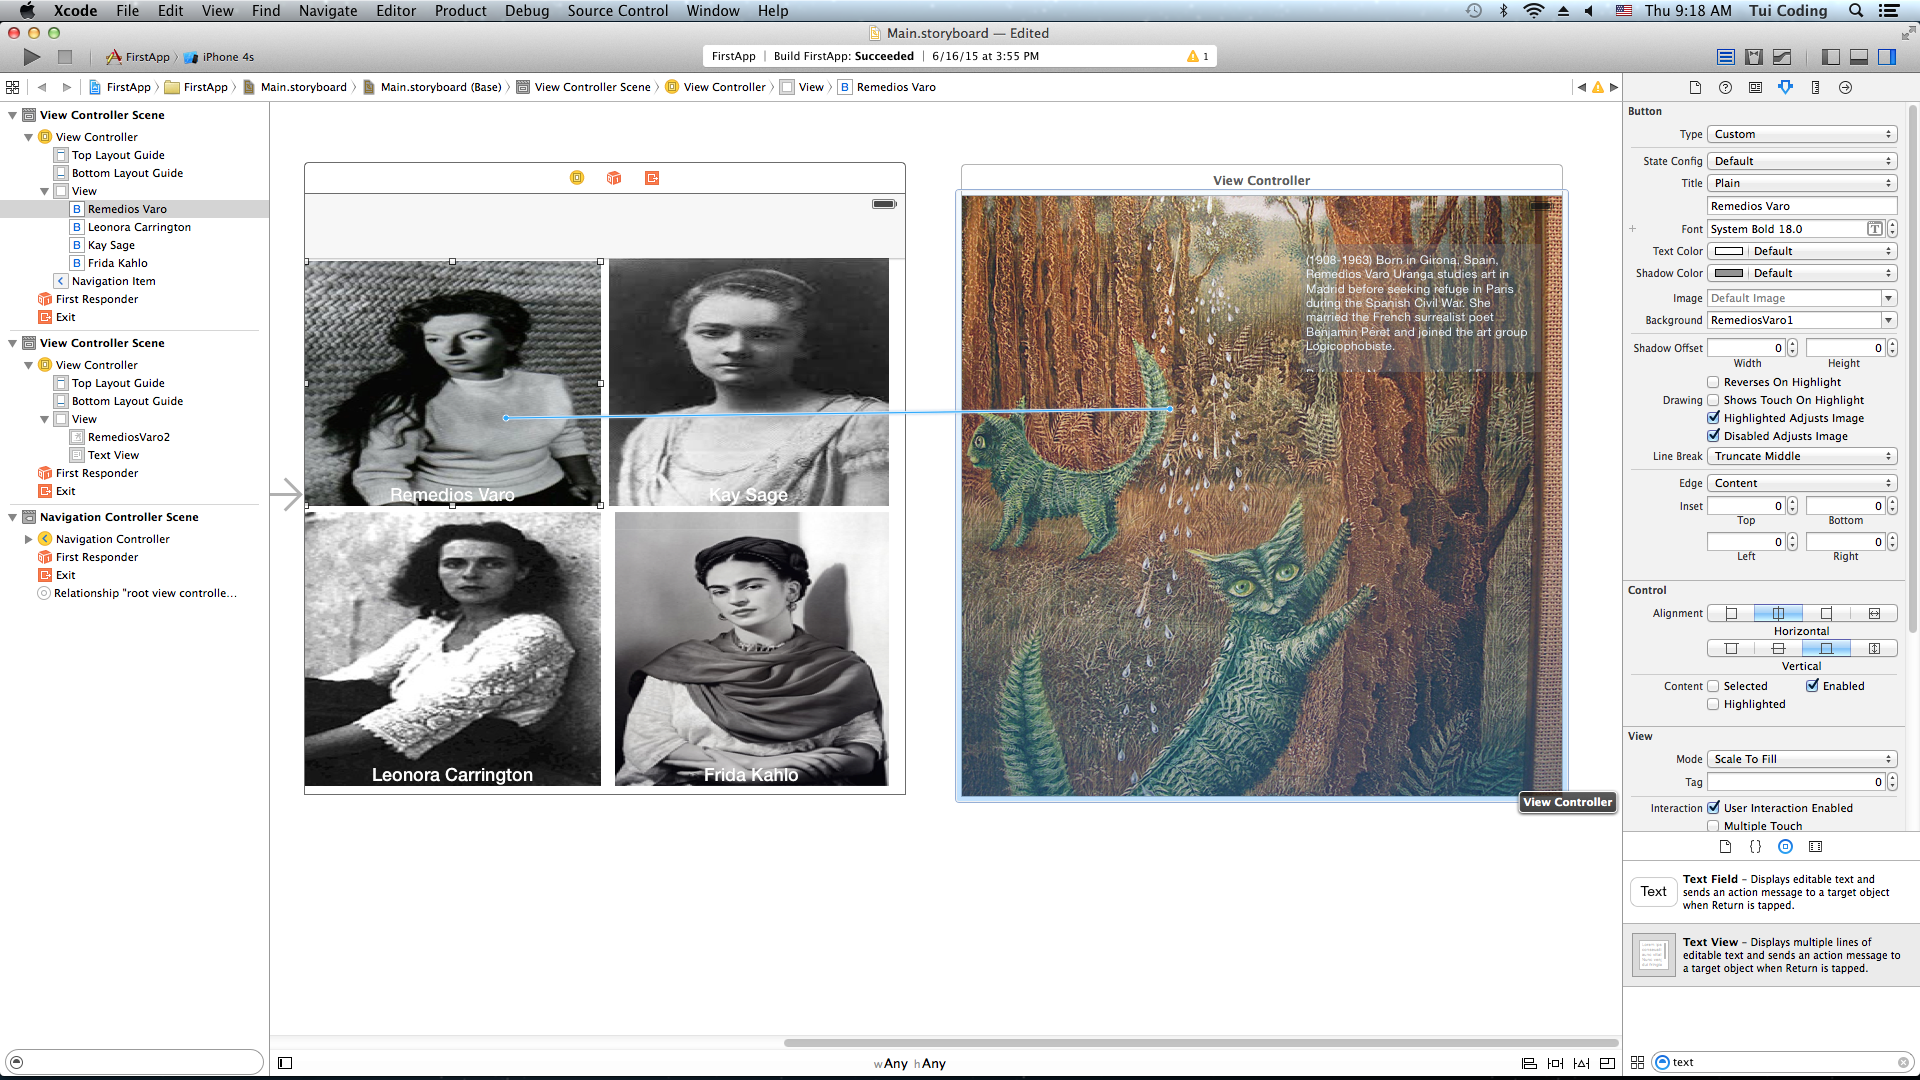 Xcode File Edit View Find Navigate Editor Product Debug Source Control Window Help Thu 9:18 AM Tui Coding
Main.storyboard — Edited
FirstApp iPhone 4s
FirstApp Build FirstApp: Succeeded 6/16/15 at 3:55 PM 1
FirstApp FirstApp Main.storyboard Main.storyboard (Base) View Controller Scene View Controller View B Remedios Varo
View Controller Scene
View Controller
Top Layout Guide
Bottom Layout Guide
View
B Remedios Varo
B Leonora Carrington
B Kay Sage
B Frida Kahlo
Navigation Item
First Responder
Exit
View Controller Scene
View Controller
Top Layout Guide
Bottom Layout Guide
View
RemediosVaro2
Text View
First Responder
Exit
Navigation Controller Scene
Navigation Controller
First Responder
Exit
Relationship "root view controlle...
Remedios Varo
Kay Sage
Leonora Carrington
Frida Kahlo
View Controller
(1908-1963) Born in Girona, Spain,
Remedios Varo Uranga studies art in
Madrid before seeking refuge in Paris
during the Spanish Civil War. She
married the French surrealist poet
Benjamin Péret and joined the art group
Logicophobiste.
View Controller
wAny hAny
Button
Type Custom
State Config Default
Title Plain
Remedios Varo
Font System Bold 18.0 T
Text Color Default
Shadow Color Default
Image Default Image
Background RemediosVaro1
Shadow Offset 0 0
Width Height
Reverses On Highlight
Drawing Shows Touch On Highlight
Highlighted Adjusts Image
Disabled Adjusts Image
Line Break Truncate Middle
Edge Content
Inset 0 0
Top Bottom
0 0
Left Right
Control
Alignment
Horizontal
Vertical
Content Selected Enabled
Highlighted
View
Mode Scale To Fill
Tag 0
Interaction User Interaction Enabled
Multiple Touch
Text
Text Field - Displays editable text and
sends an action message to a target object
when Return is tapped.
Text View - Displays multiple lines of
editable text and sends an action message to
a target object when Return is tapped.
text